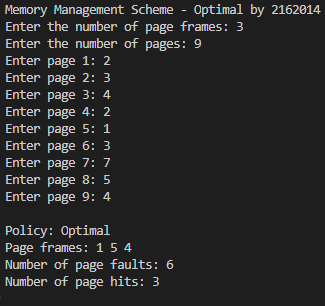 Memory Management Scheme - Optimal by 2162014
Enter the number of page frames: 3
Enter the number of pages: 9
Enter page 1: 2
Enter page 2: 3
Enter page 3: 4
Enter page 4: 2
Enter page 5: 1
Enter page 6: 3
Enter page 7: 7
Enter page 8: 5
Enter page 9: 4
Policy: Optimal
Page frames: 1 5 4
Number of page faults: 6
Number of page hits: 3